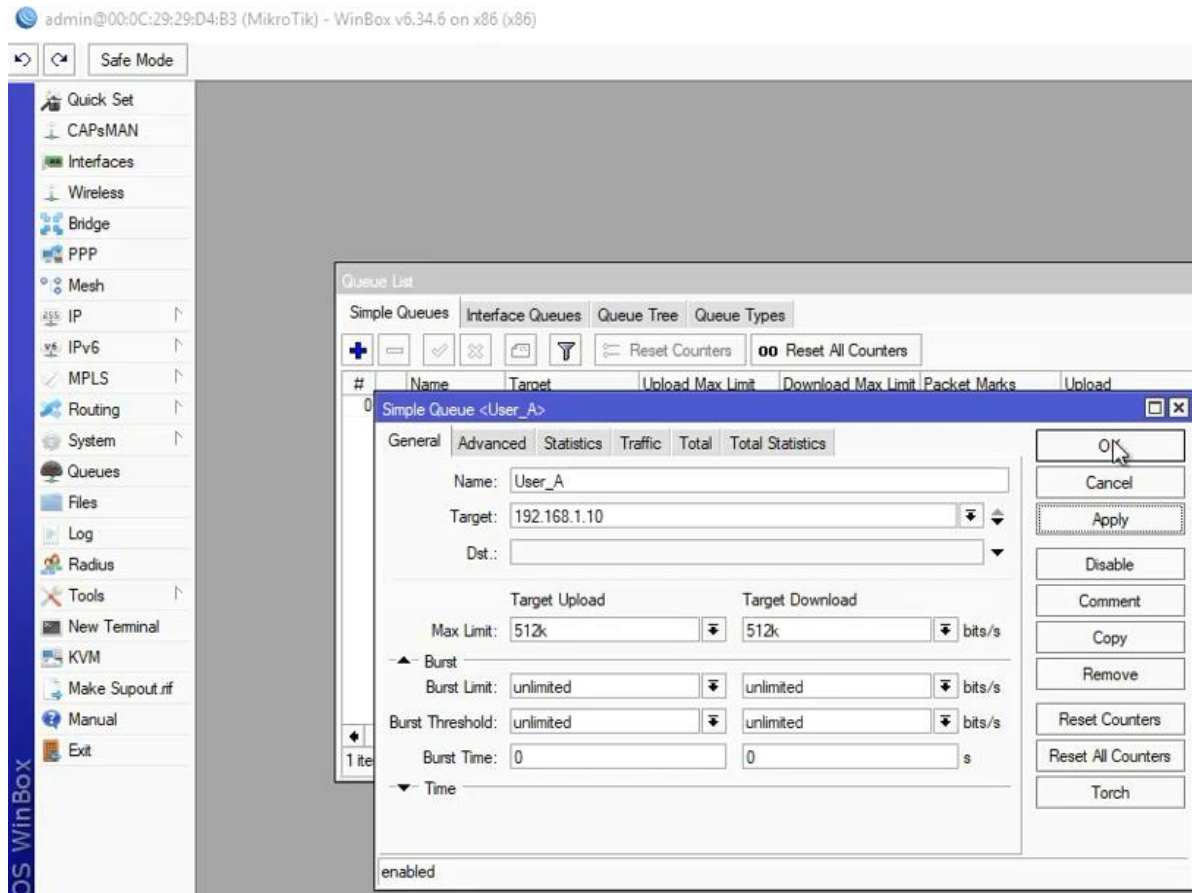 admin@00:0C:29:29:D4:B3 (MikroTik) - WinBox v6.34.6 on x86 (x86)
Safe Mode
Quick Set
CAPsMAN
Interfaces
Wireless
Bridge
PPP
Mesh
IP
IPv6
MPLS
Routing
System
Queues
Files
Log
Radius
Tools
New Terminal
KVM
Make Supout.rif
Manual
Exit
OS WinBox
Queue List
Simple Queues Interface Queues Queue Tree Queue Types
Reset Counters 00 Reset All Counters
# Name Target Upload Max Limit Download Max Limit Packet Marks Upload
0
Simple Queue <User_A>
General Advanced Statistics Traffic Total Total Statistics
Name: User_A
Target: 192.168.1.10
Dst.:
Target Upload Target Download
Max Limit: 512k 512k bits/s
Burst
Burst Limit: unlimited unlimited bits/s
Burst Threshold: unlimited unlimited bits/s
Burst Time: 0 0 s
Time
enabled
OK
Cancel
Apply
Disable
Comment
Copy
Remove
Reset Counters
Reset All Counters
Torch
1 ite